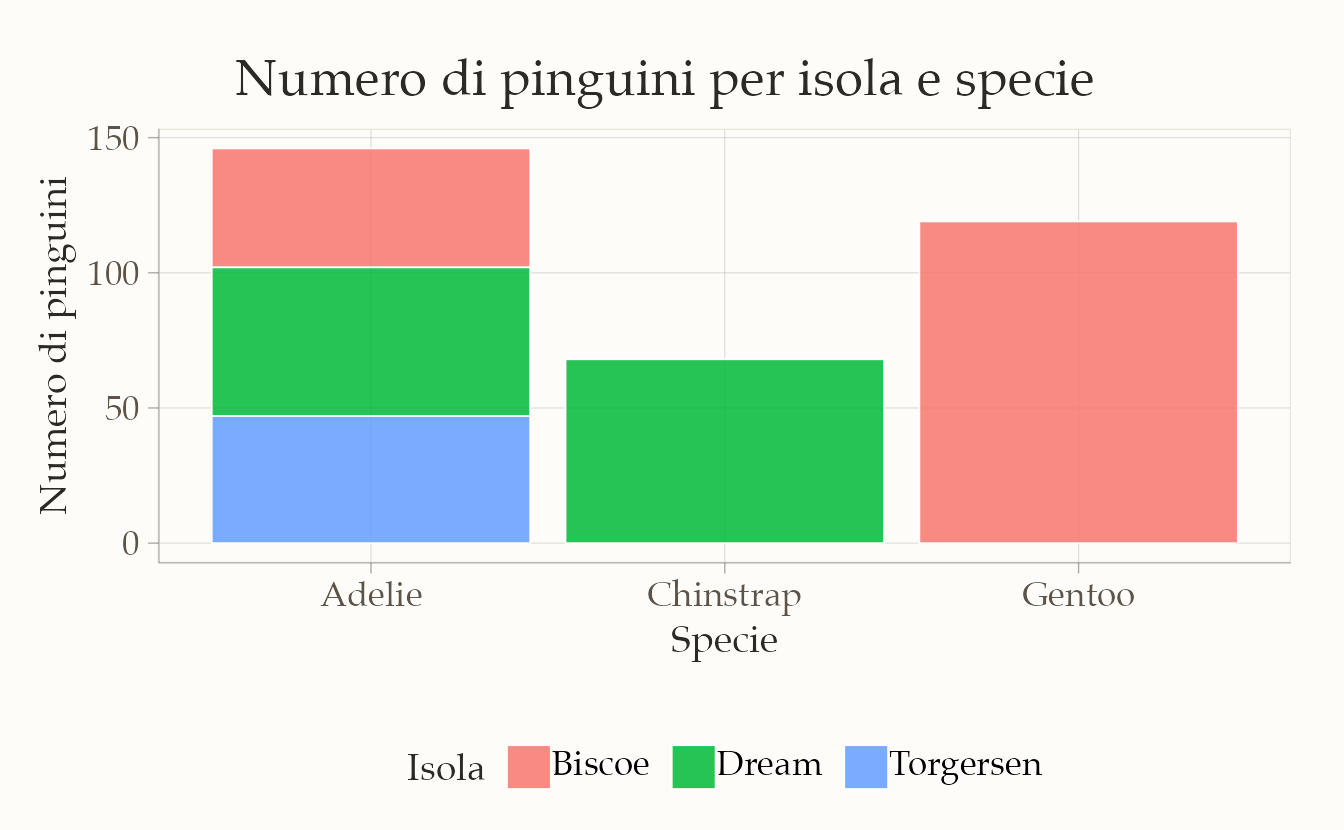 Numero di pinguini per isola e specie
Numero di pinguini
150
100
50
0
Adelie Chinstrap Gentoo
Specie
Isola Biscoe Dream Torgersen